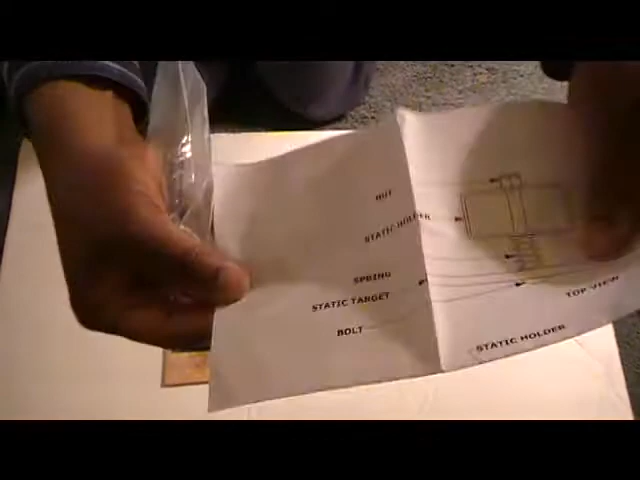 NUT
STATIC HOLDER
SPRING
STATIC TARGET
BOLT
TOP VIEW
STATIC HOLDER